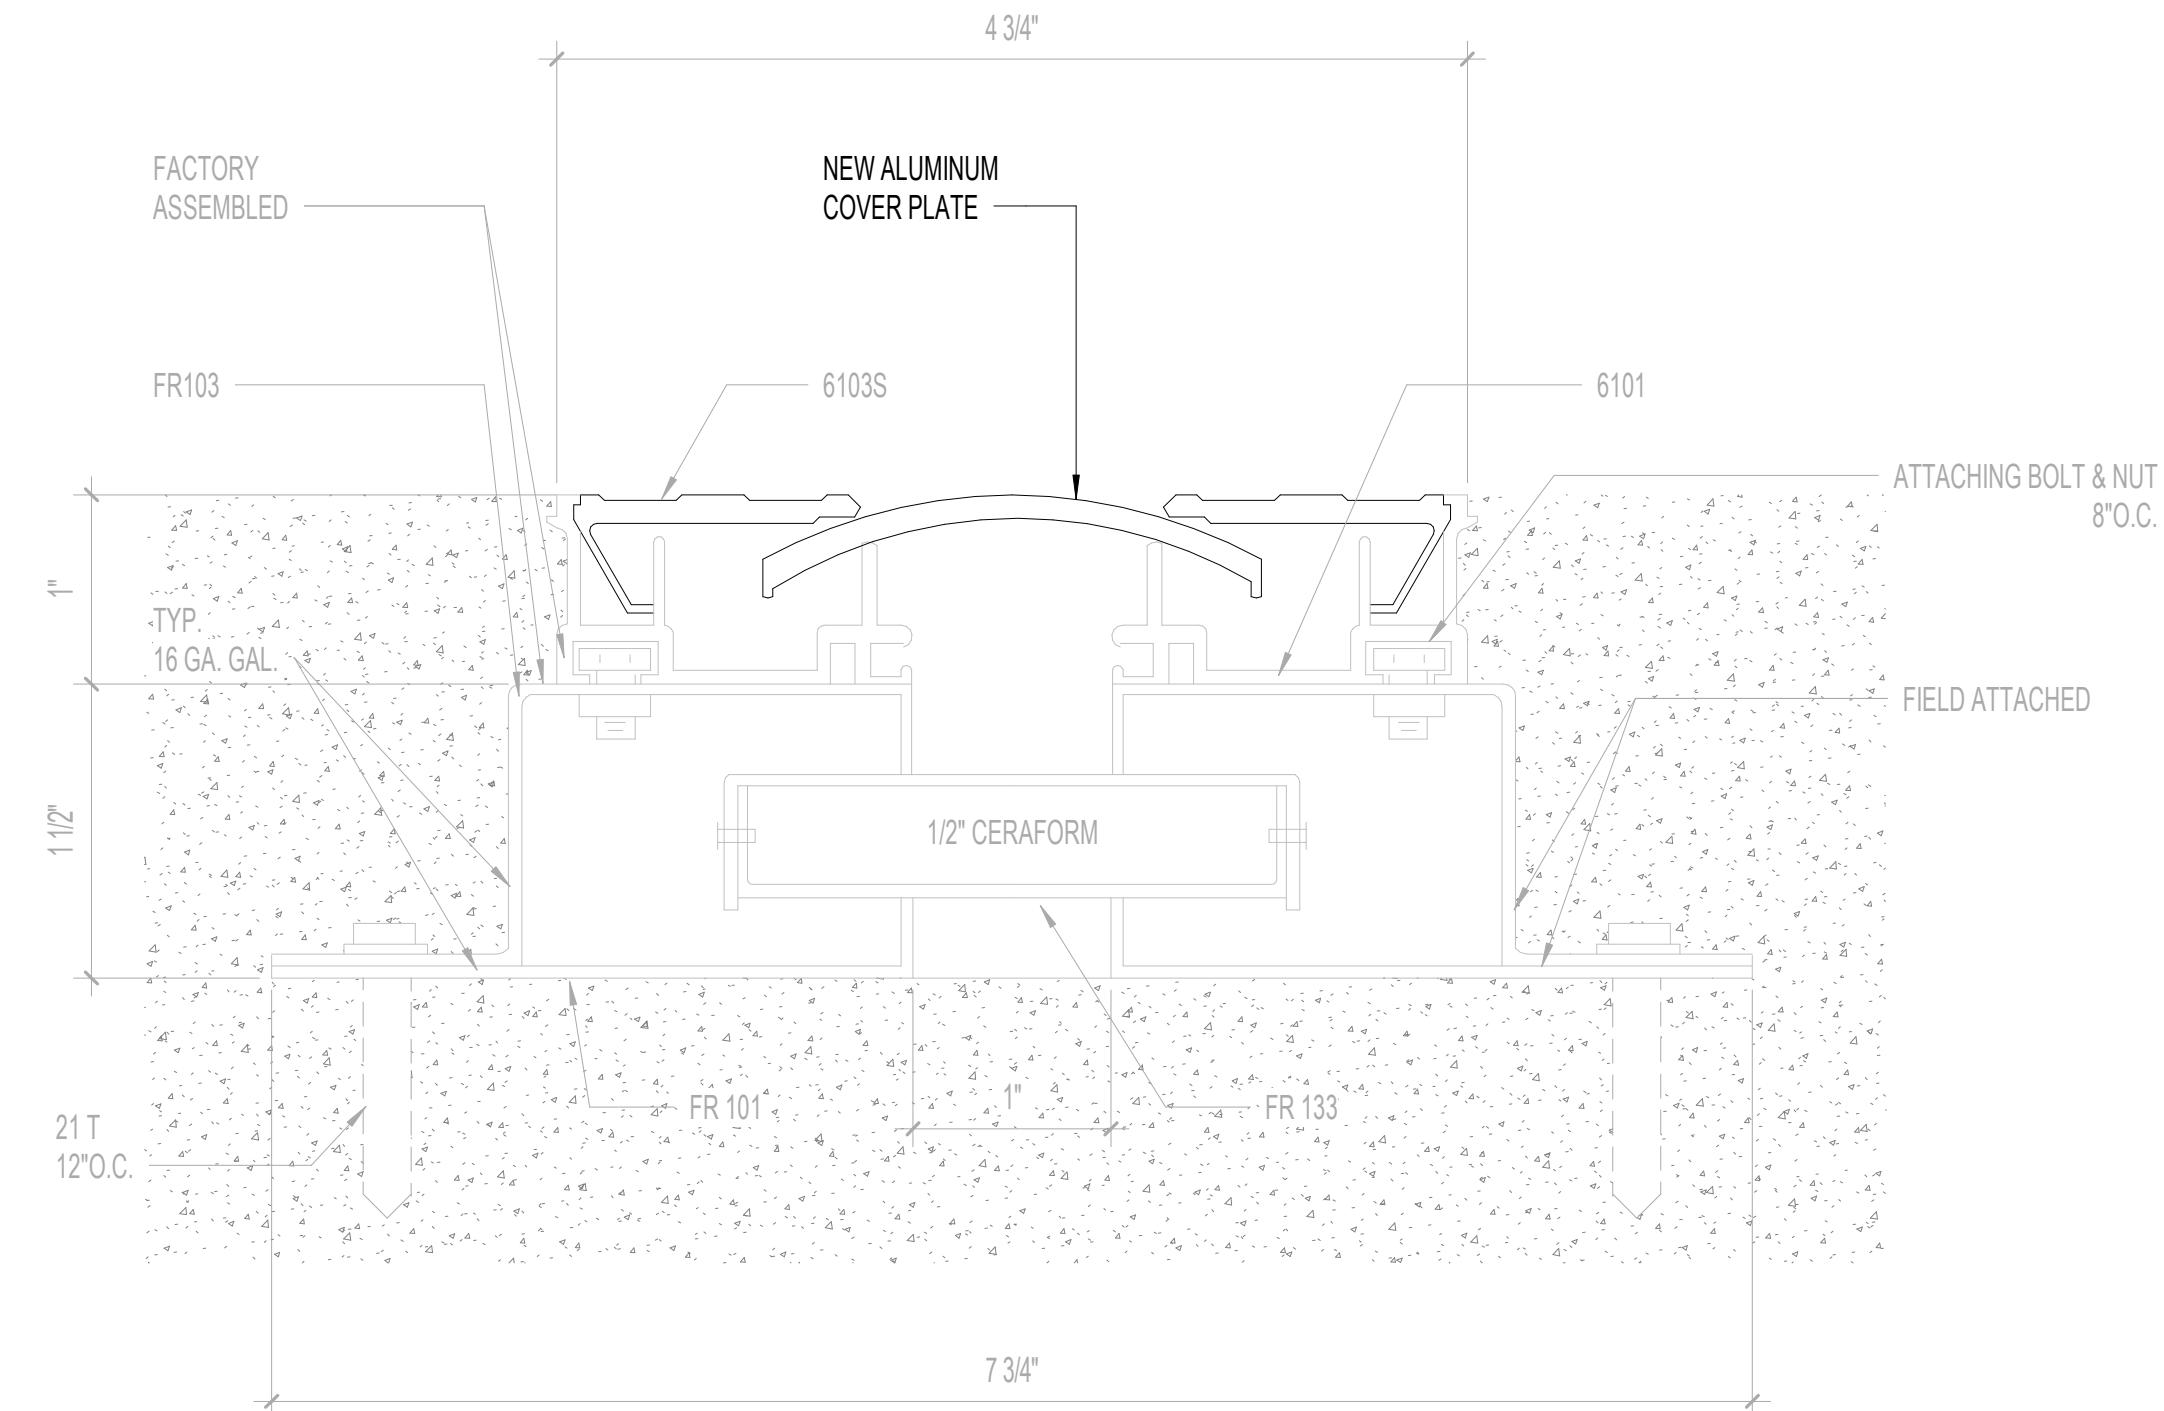 4 3/4"
FACTORY
ASSEMBLED
NEW ALUMINUM
COVER PLATE
FR103
6103S
6101
ATTACHING BOLT & NUT
8"O.C.
1"
TYP.
16 GA. GAL.
FIELD ATTACHED
1 1/2"
1/2" CERAFORM
FR 101
1"
FR 133
21 T
12"O.C.
7 3/4"